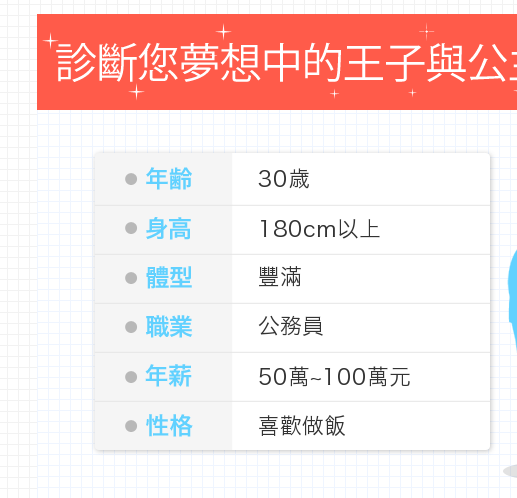 診斷您夢想中的王子與公
年齡 30歲
身高 180cm以上
體型 豐滿
職業 公務員
年薪 50萬~100萬元
性格 喜歡做飯